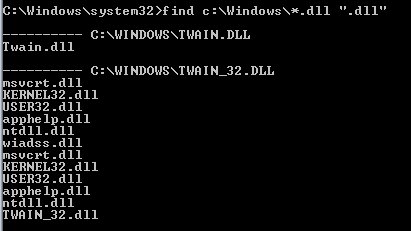 C:\Windows\system32>find c:\Windows\*.dll ".dll"
---------- C:\WINDOWS\TWAIN.DLL
Twain.dll
---------- C:\WINDOWS\TWAIN_32.DLL
msvcrt.dll
KERNEL32.dll
USER32.dll
apphelp.dll
ntdll.dll
wiadss.dll
msvcrt.dll
KERNEL32.dll
USER32.dll
apphelp.dll
ntdll.dll
TWAIN_32.dll